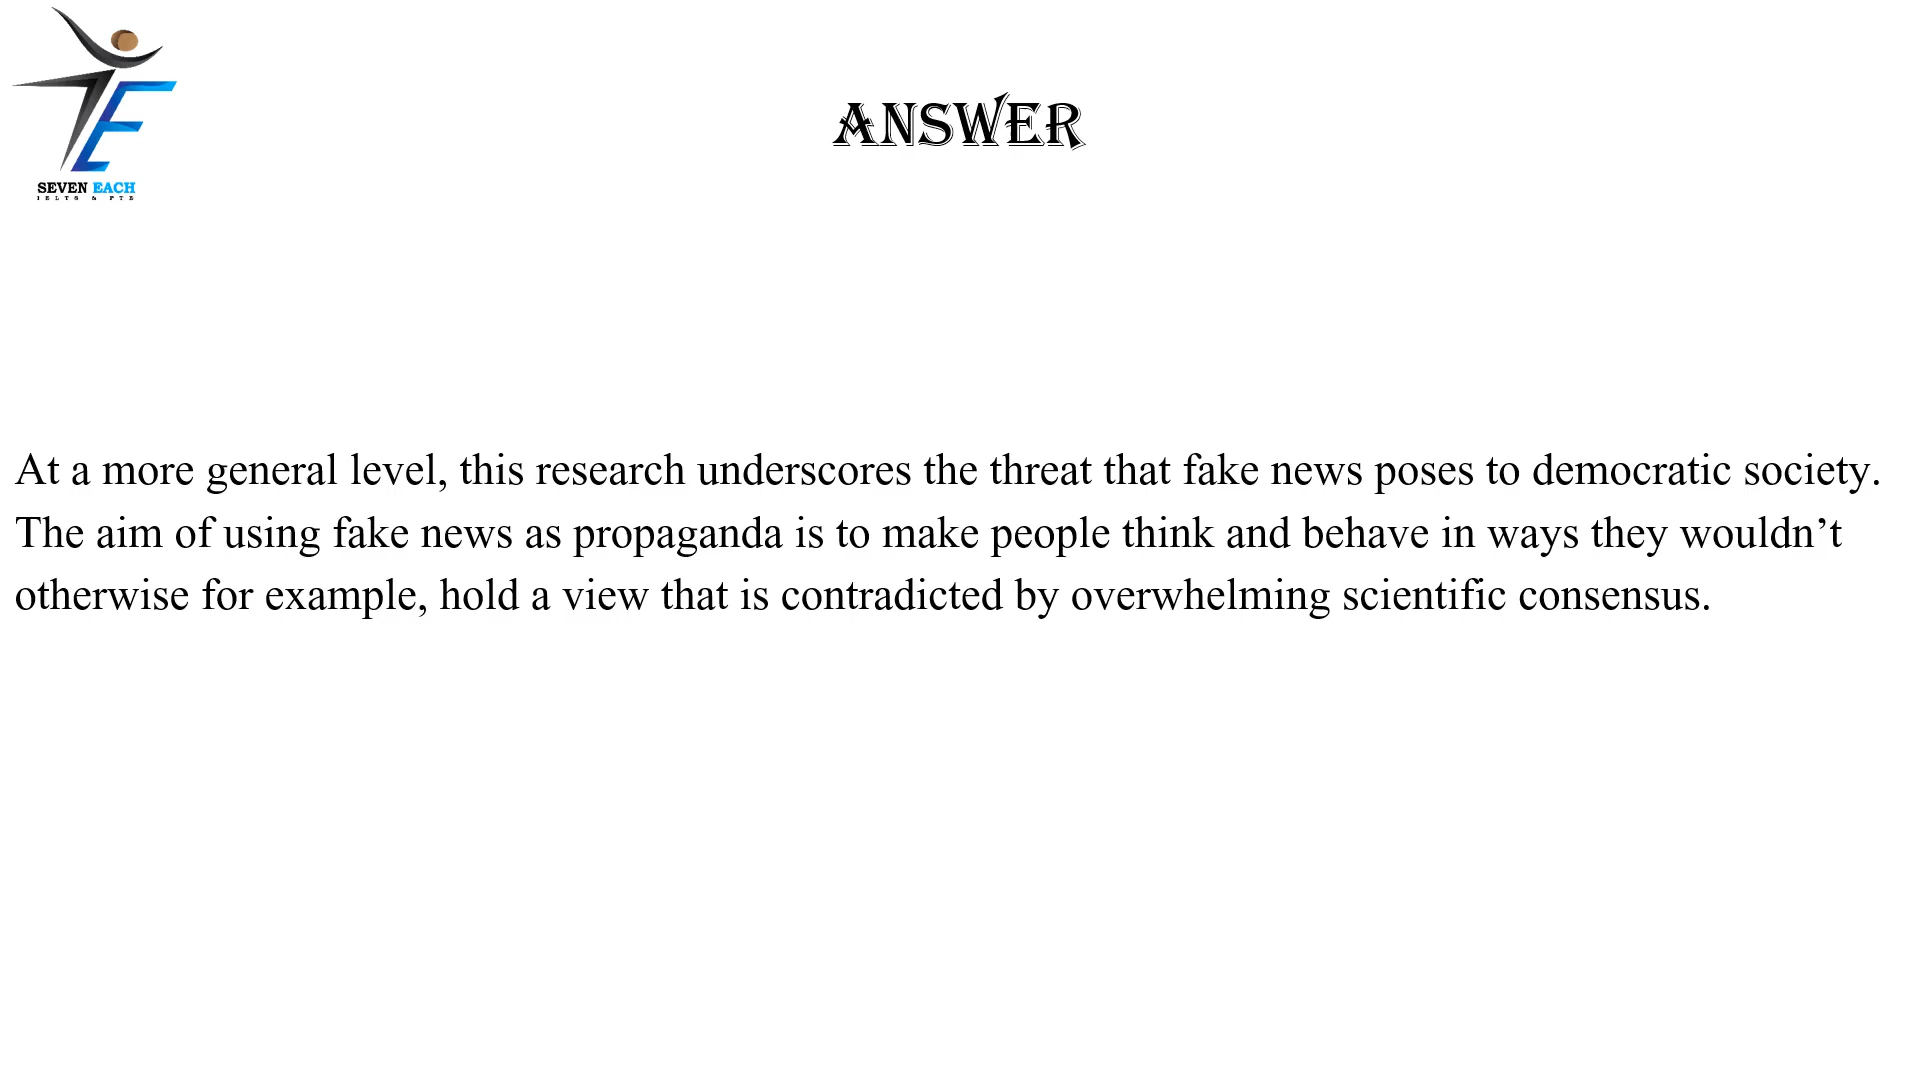 SEVEN EACH
IELTS & PTE
ANSWER
At a more general level, this research underscores the threat that fake news poses to democratic society.
The aim of using fake news as propaganda is to make people think and behave in ways they wouldn’t
otherwise for example, hold a view that is contradicted by overwhelming scientific consensus.